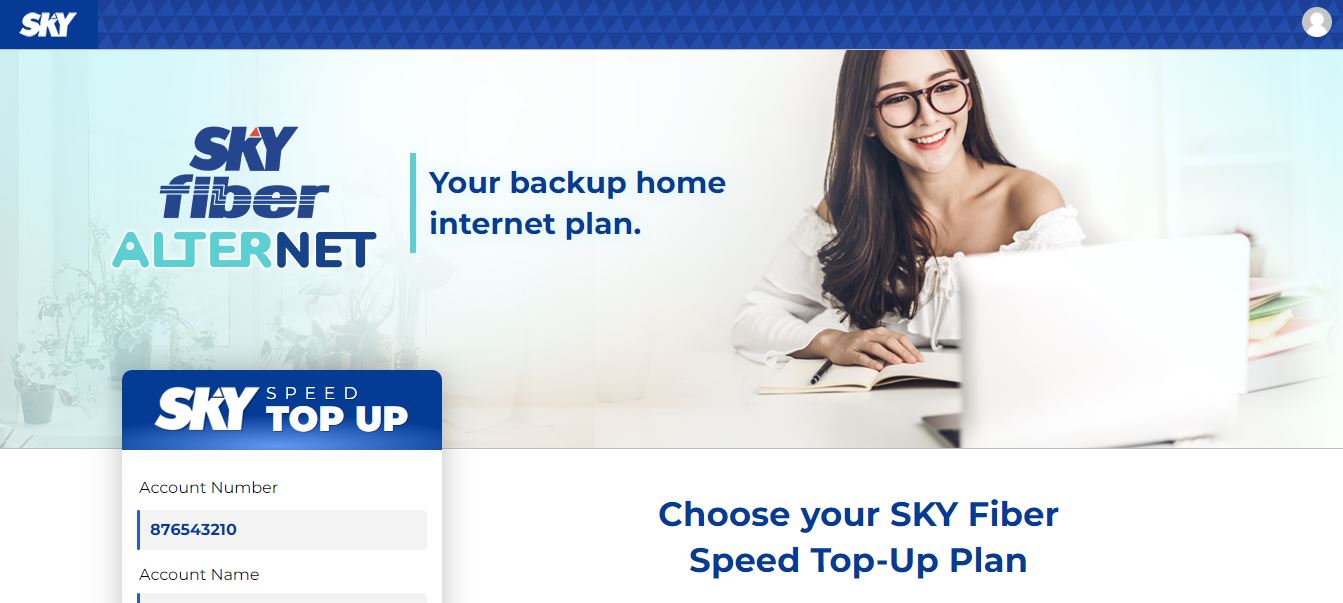 SKY
SKY
fiber
ALTERNET
Your backup home
internet plan.
SKY SPEED
TOP UP
Account Number
876543210
Account Name
Choose your SKY Fiber
Speed Top-Up Plan